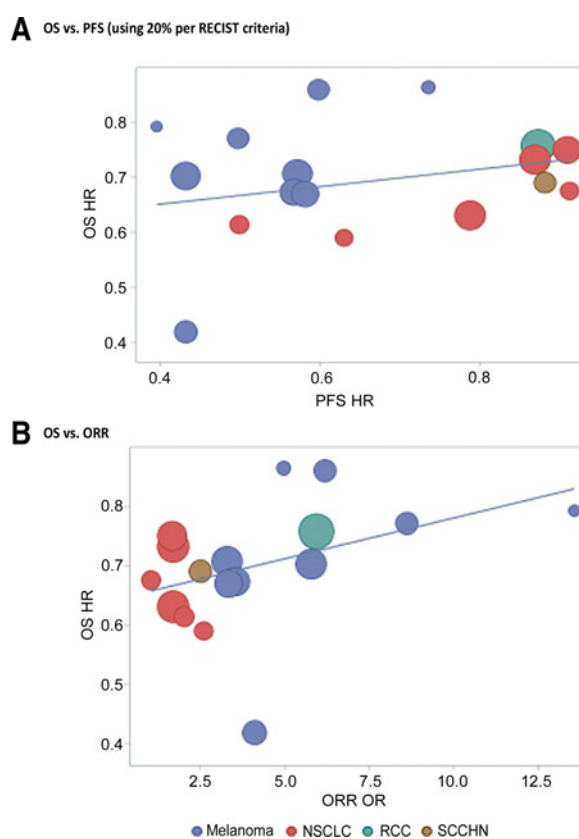 A OS vs. PFS (using 20% per RECIST criteria)
0.8
0.7
OS HR
0.6
0.5
0.4
0.4 0.6 0.8
PFS HR
B OS vs. ORR
0.8
0.7
OS HR
0.6
0.5
0.4
2.5 5.0 7.5 10.0 12.5
ORR OR
Melanoma NSCLC RCC SCCHN